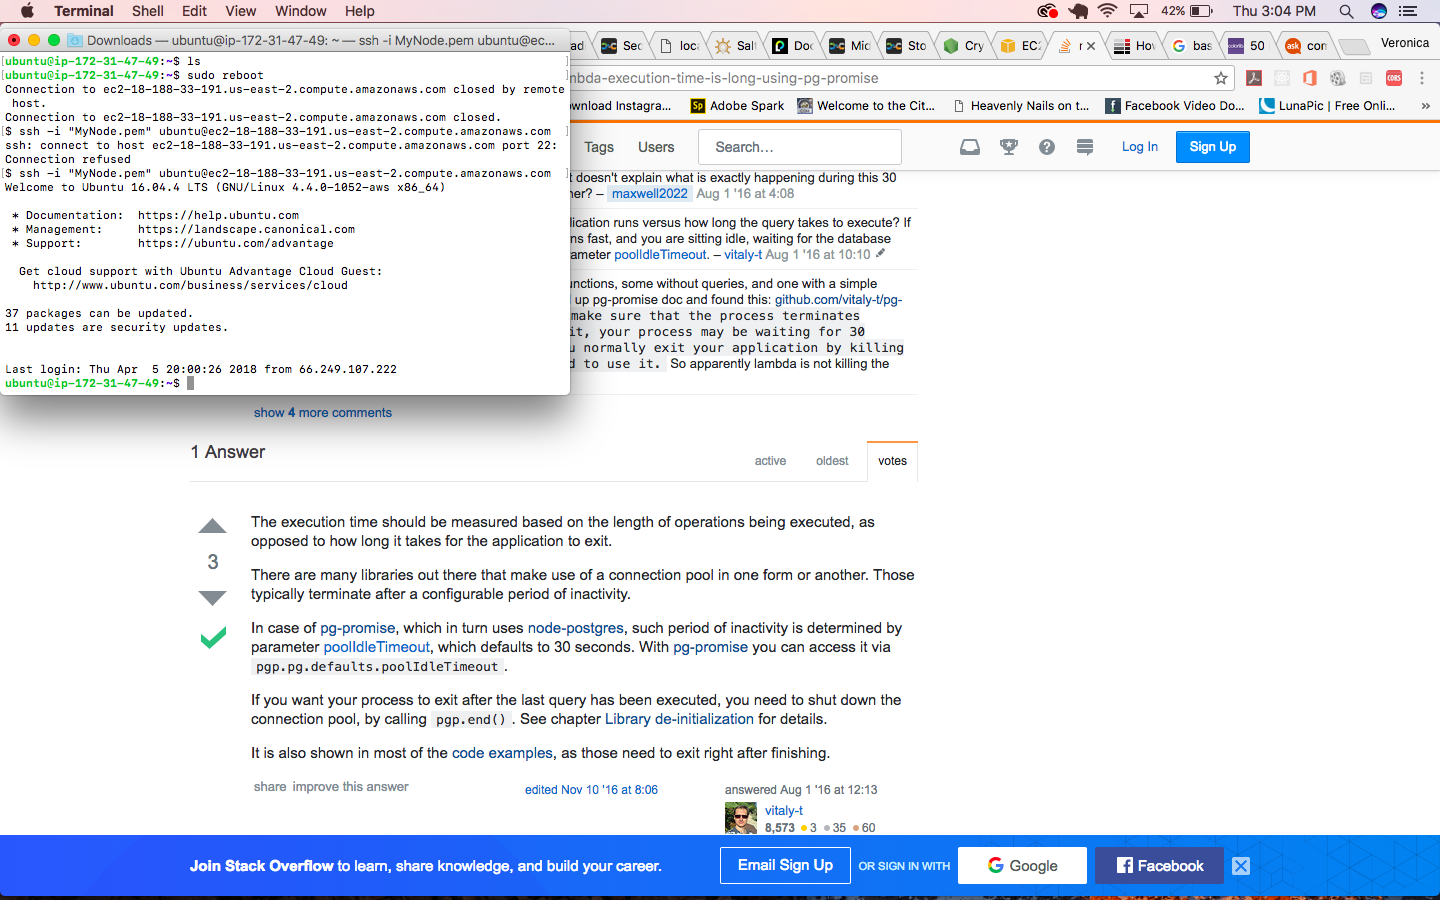 Terminal Shell Edit View Window Help 42% Thu 3:04 PM
Downloads — ubuntu@ip-172-31-47-49: ~ — ssh -i MyNode.pem ubuntu@ec...
ubuntu@ip-172-31-47-49:~$ ls
ubuntu@ip-172-31-47-49:~$ sudo reboot
Connection to ec2-18-188-33-191.us-east-2.compute.amazonaws.com closed by remote
host.
Connection to ec2-18-188-33-191.us-east-2.compute.amazonaws.com closed.
$ ssh -i "MyNode.pem" ubuntu@ec2-18-188-33-191.us-east-2.compute.amazonaws.com
ssh: connect to host ec2-18-188-33-191.us-east-2.compute.amazonaws.com port 22:
Connection refused
$ ssh -i "MyNode.pem" ubuntu@ec2-18-188-33-191.us-east-2.compute.amazonaws.com
Welcome to Ubuntu 16.04.4 LTS (GNU/Linux 4.4.0-1052-aws x86_64)
* Documentation: https://help.ubuntu.com
* Management: https://landscape.canonical.com
* Support: https://ubuntu.com/advantage
Get cloud support with Ubuntu Advantage Cloud Guest:
http://www.ubuntu.com/business/services/cloud
37 packages can be updated.
11 updates are security updates.
Last login: Thu Apr 5 20:00:26 2018 from 66.249.107.222
ubuntu@ip-172-31-47-49:~$
ad Sec loca Salt Doc Mic Sto Cry EC2 r × Hov bas 50 con Veronica
mbda-execution-time-is-long-using-pg-promise
ownload Instagra... Adobe Spark Welcome to the Cit... Heavenly Nails on t... Facebook Video Do... LunaPic | Free Onli... »
Tags Users Search... Log In Sign Up
t doesn't explain what is exactly happening during this 30
her? – maxwell2022 Aug 1 '16 at 4:08
lication runs versus how long the query takes to execute? If
ns fast, and you are sitting idle, waiting for the database
ameter poolIdleTimeout. – vitaly-t Aug 1 '16 at 10:10
unctions, some without queries, and one with a simple
d up pg-promise doc and found this: github.com/vitaly-t/pg-
make sure that the process terminates
it, your process may be waiting for 30
u normally exit your application by killing
d to use it. So apparently lambda is not killing the
show 4 more comments
1 Answer
active oldest votes
3
The execution time should be measured based on the length of operations being executed, as
opposed to how long it takes for the application to exit.
There are many libraries out there that make use of a connection pool in one form or another. Those
typically terminate after a configurable period of inactivity.
In case of pg-promise, which in turn uses node-postgres, such period of inactivity is determined by
parameter poolIdleTimeout, which defaults to 30 seconds. With pg-promise you can access it via
pgp.pg.defaults.poolIdleTimeout.
If you want your process to exit after the last query has been executed, you need to shut down the
connection pool, by calling pgp.end(). See chapter Library de-initialization for details.
It is also shown in most of the code examples, as those need to exit right after finishing.
share improve this answer
edited Nov 10 '16 at 8:06
answered Aug 1 '16 at 12:13
vitaly-t
8,573 ●3 ●35 ●60
Join Stack Overflow to learn, share knowledge, and build your career.
Email Sign Up OR SIGN IN WITH Google Facebook